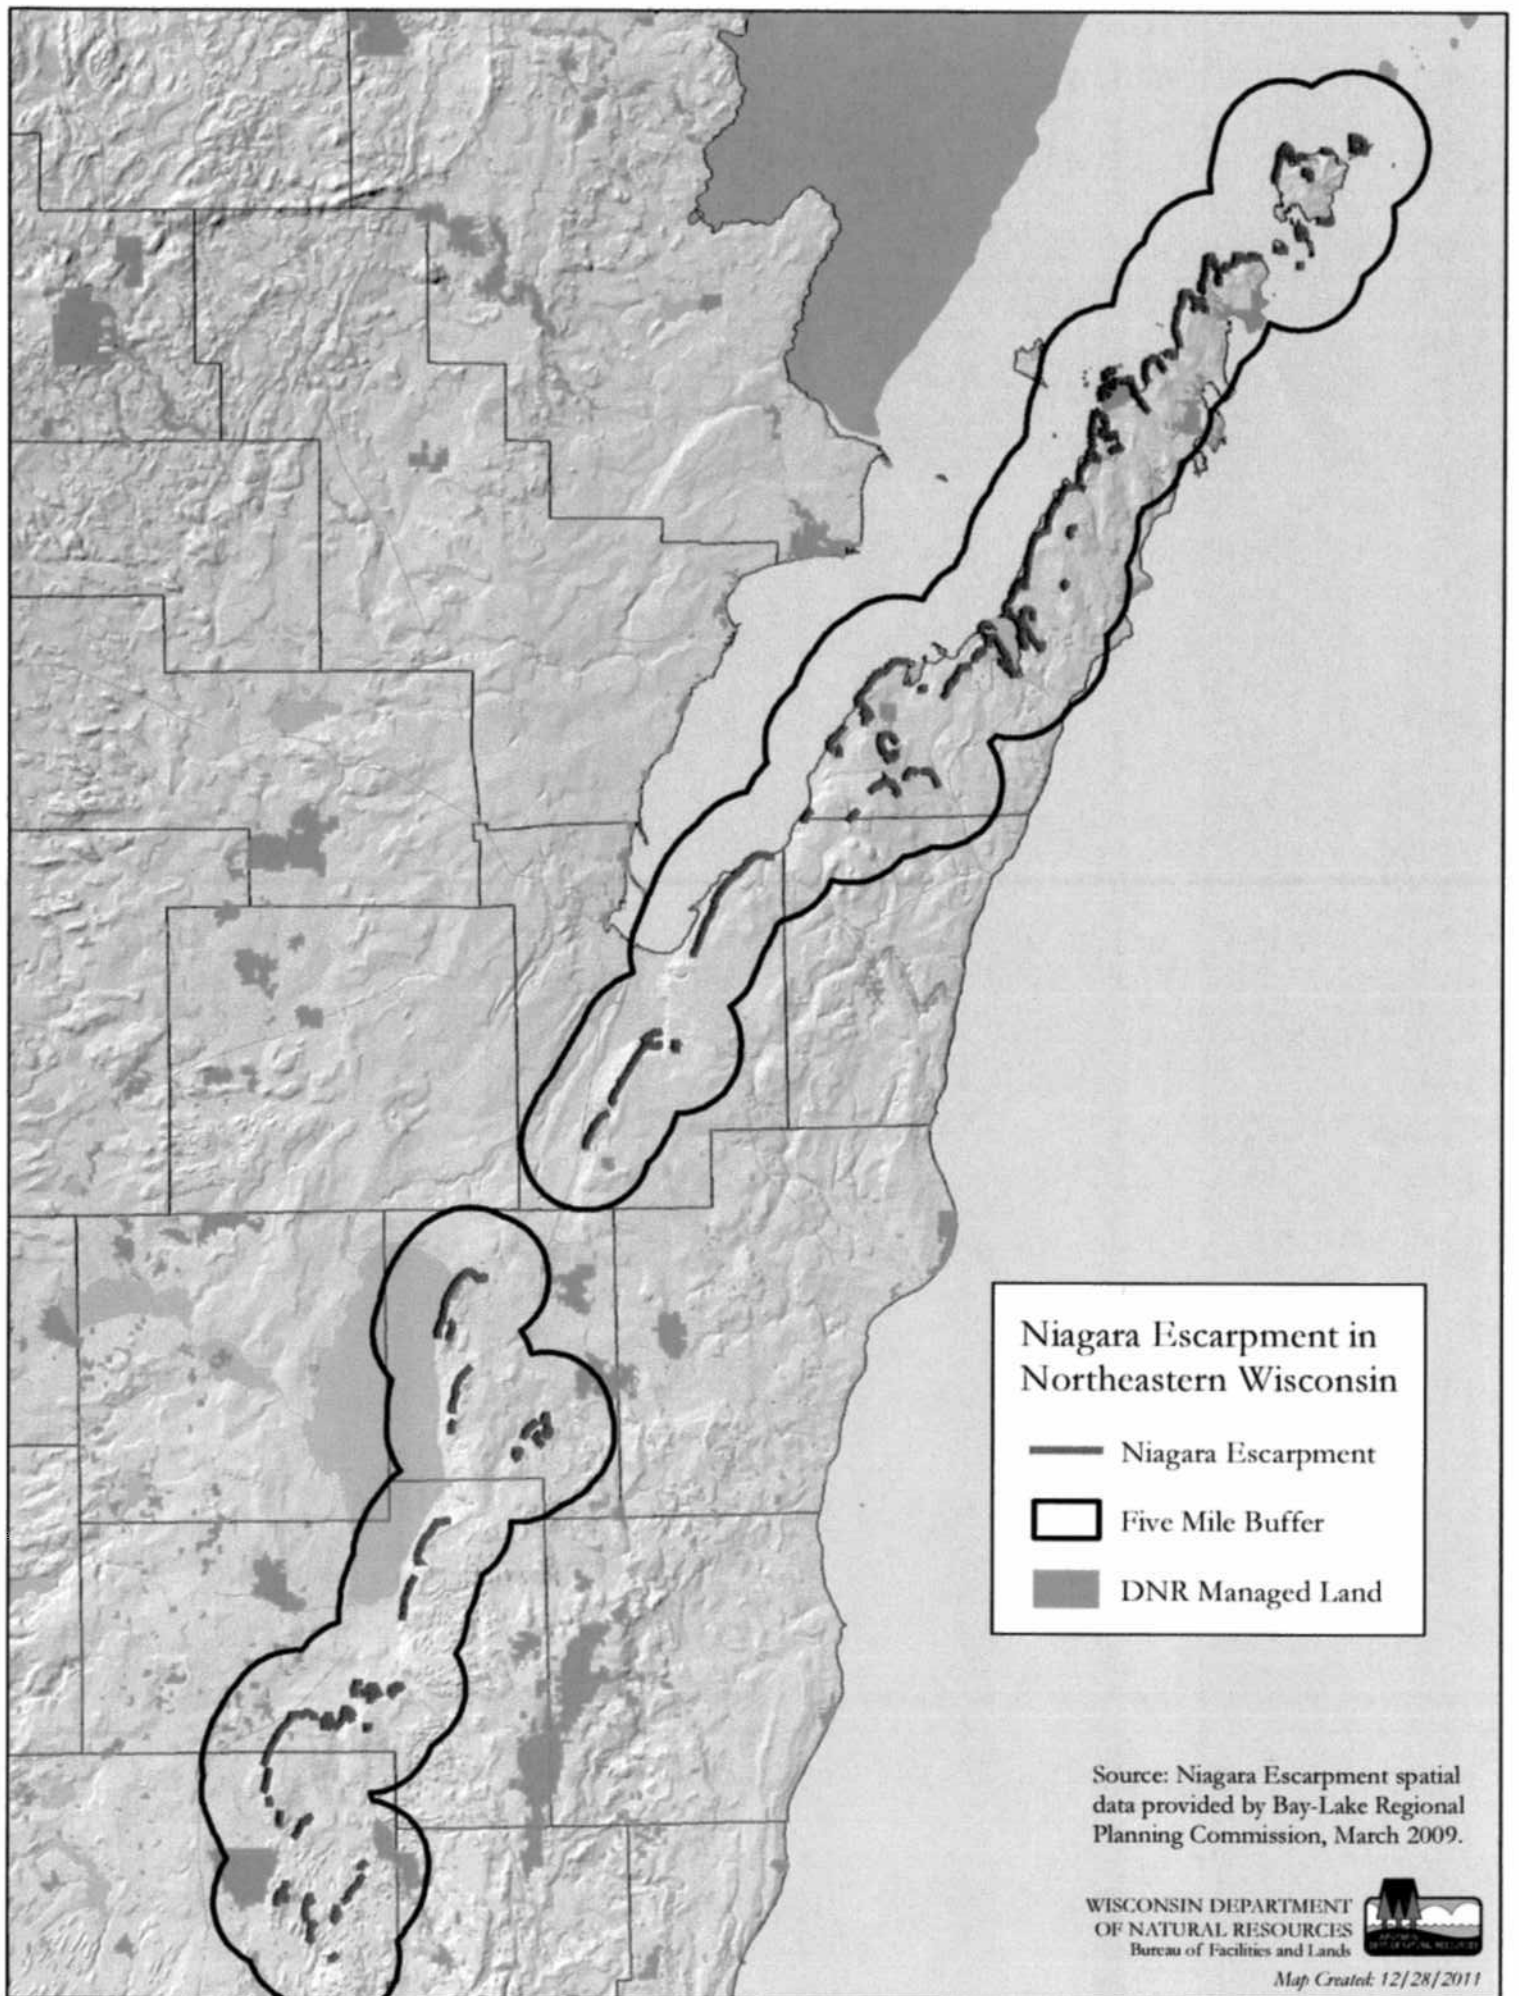 Niagara Escarpment in
Northeastern Wisconsin
Niagara Escarpment
Five Mile Buffer
DNR Managed Land
Source: Niagara Escarpment spatial
data provided by Bay-Lake Regional
Planning Commission, March 2009.
WISCONSIN DEPARTMENT
OF NATURAL RESOURCES
Bureau of Facilities and Lands
Map Created: 12/28/2011